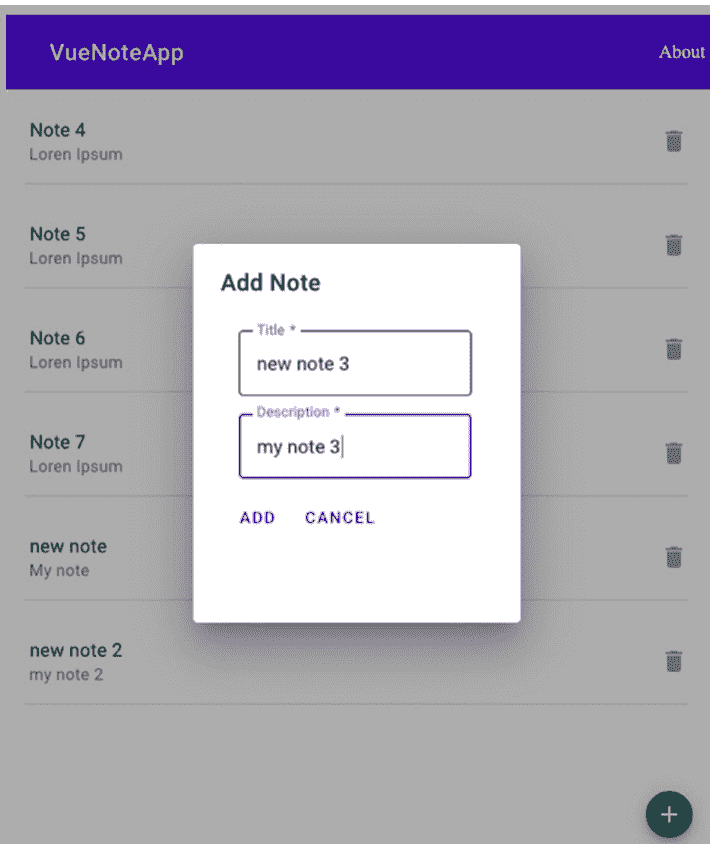 VueNoteApp About
Note 4
Loren Ipsum
Note 5
Loren Ipsum
Note 6
Loren Ipsum
Note 7
Loren Ipsum
new note
My note
new note 2
my note 2
Add Note
Title *
new note 3
Description *
my note 3
ADD CANCEL
+